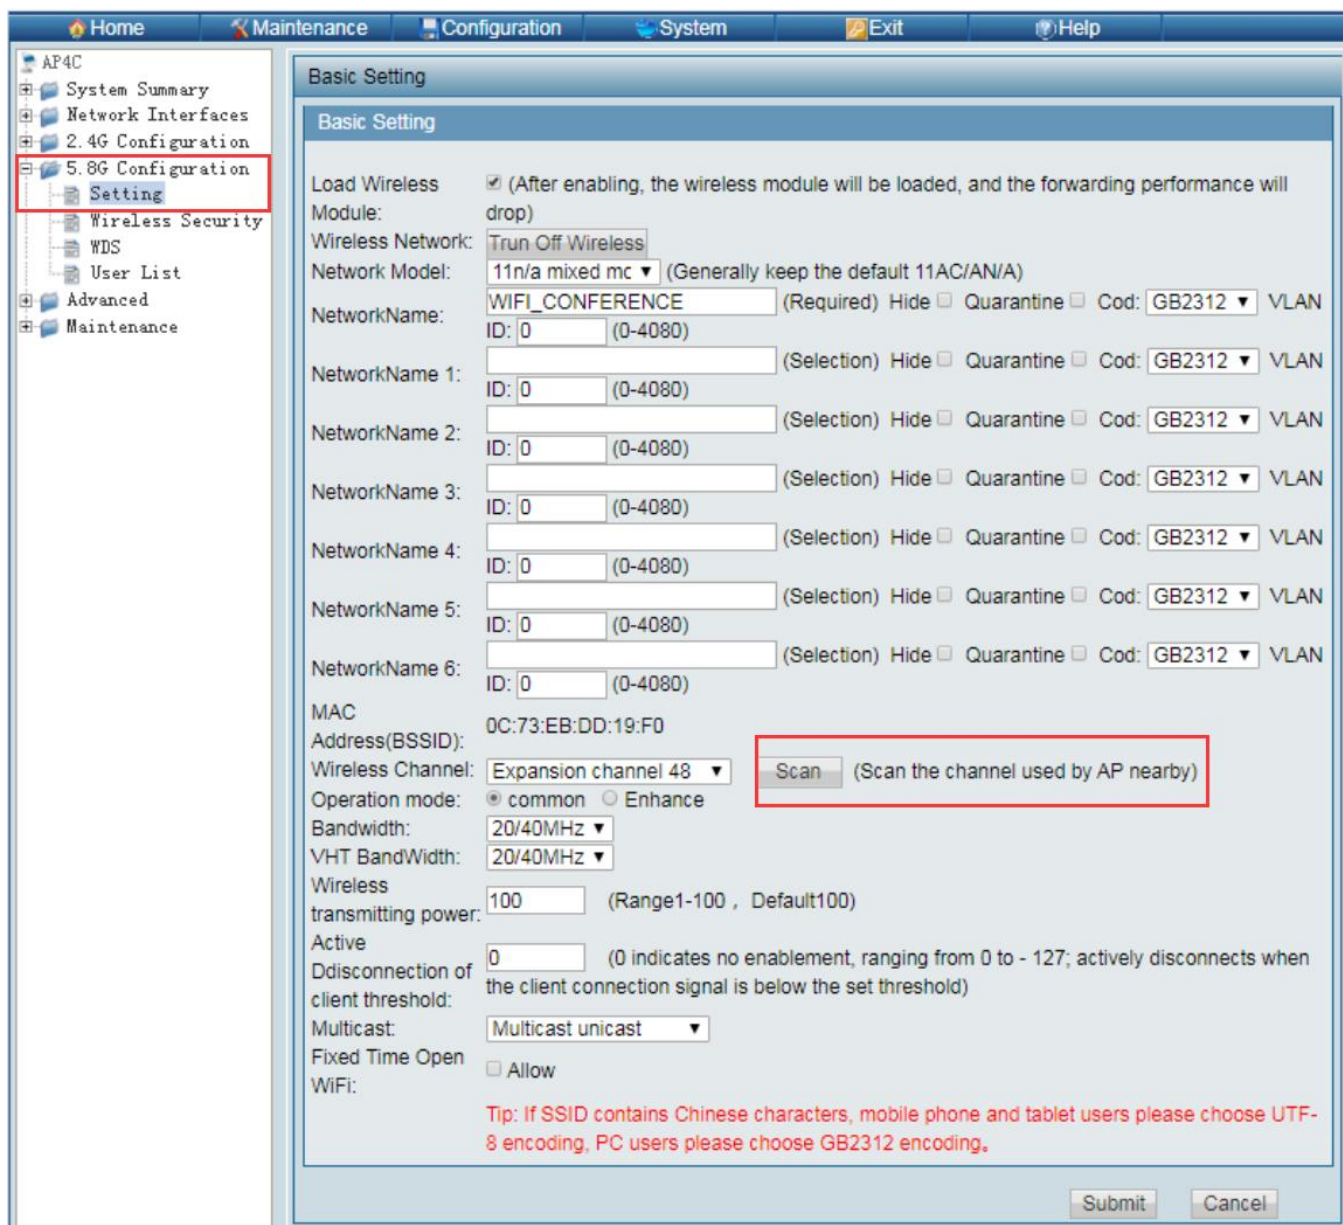 Home Maintenance Configuration System Exit Help
AP4C
System Summary
Network Interfaces
2.4G Configuration
5.8G Configuration
Setting
Wireless Security
WDS
User List
Advanced
Maintenance
Basic Setting
Basic Setting
Load Wireless Module: (After enabling, the wireless module will be loaded, and the forwarding performance will
drop)
Wireless Network: Trun Off Wireless
Network Model: 11n/a mixed mc (Generally keep the default 11AC/AN/A)
NetworkName: WIFI_CONFERENCE (Required) Hide Quarantine Cod: GB2312 VLAN
ID: 0 (0-4080)
NetworkName 1: (Selection) Hide Quarantine Cod: GB2312 VLAN
ID: 0 (0-4080)
NetworkName 2: (Selection) Hide Quarantine Cod: GB2312 VLAN
ID: 0 (0-4080)
NetworkName 3: (Selection) Hide Quarantine Cod: GB2312 VLAN
ID: 0 (0-4080)
NetworkName 4: (Selection) Hide Quarantine Cod: GB2312 VLAN
ID: 0 (0-4080)
NetworkName 5: (Selection) Hide Quarantine Cod: GB2312 VLAN
ID: 0 (0-4080)
NetworkName 6: (Selection) Hide Quarantine Cod: GB2312 VLAN
ID: 0 (0-4080)
MAC
Address(BSSID): 0C:73:EB:DD:19:F0
Wireless Channel: Expansion channel 48 Scan (Scan the channel used by AP nearby)
Operation mode: common Enhance
Bandwidth: 20/40MHz
VHT BandWidth: 20/40MHz
Wireless
transmitting power: 100 (Range1-100 , Default100)
Active
Ddisconnection of
client threshold: 0 (0 indicates no enablement, ranging from 0 to - 127; actively disconnects when
the client connection signal is below the set threshold)
Multicast: Multicast unicast
Fixed Time Open
WiFi: Allow
Tip: If SSID contains Chinese characters, mobile phone and tablet users please choose UTF-
8 encoding, PC users please choose GB2312 encoding。
Submit Cancel